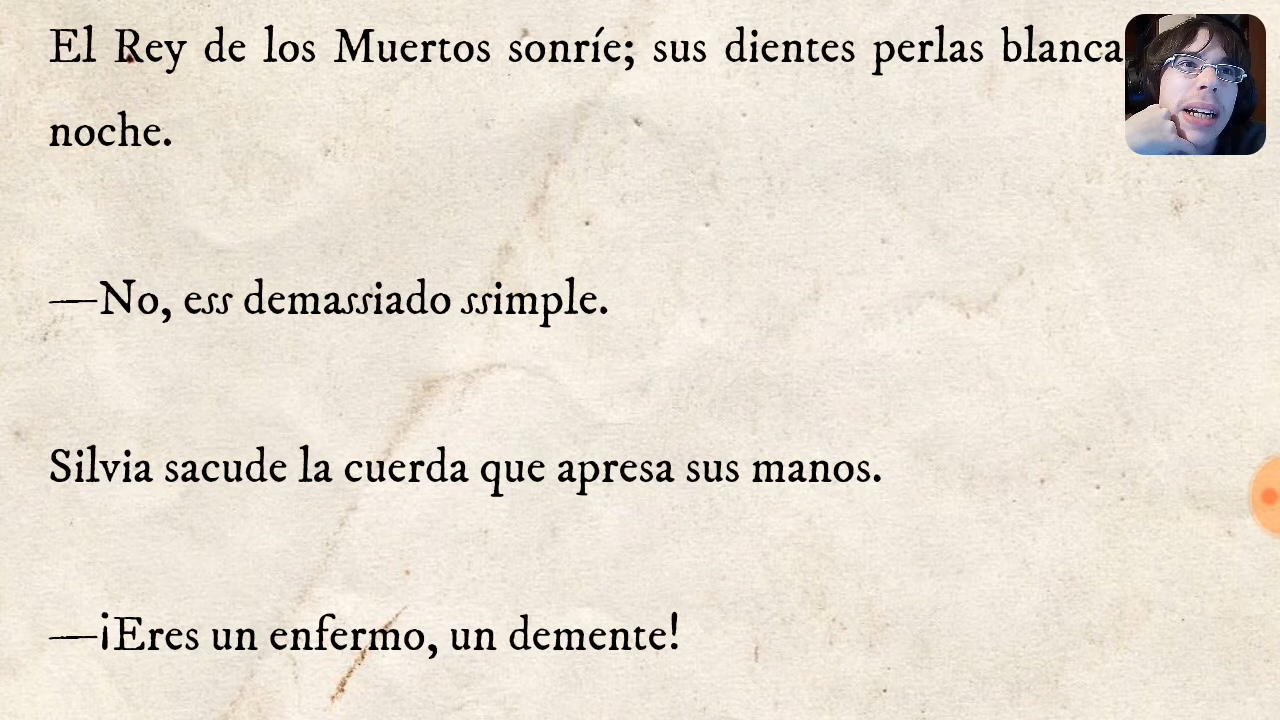 El Rey de los Muertos sonríe; sus dientes perlas
noche.
—No, ess demassiado ssimple.
Silvia sacude la cuerda que apresa sus manos.
—¡Eres un enfermo, un demente!